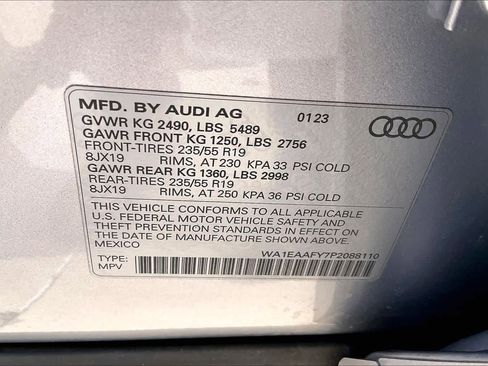 MFD. BY AUDI AG 0123
GVWR KG 2490, LBS 5489
GAWR FRONT KG 1250, LBS 2756
FRONT-TIRES 235/55 R19
8JX19 RIMS, AT 230 KPA 33 PSI COLD
GAWR REAR KG 1360, LBS 2998
REAR-TIRES 235/55 R19
8JX19 RIMS, AT 250 KPA 36 PSI COLD
THIS VEHICLE CONFORMS TO ALL APPLICABLE
U.S. FEDERAL MOTOR VEHICLE SAFETY AND
THEFT PREVENTION STANDARDS IN EFFECT ON
THE DATE OF MANUFACTURE SHOWN ABOVE.
MEXICO
WA1EAAFY7P2088110
TYPE:
MPV